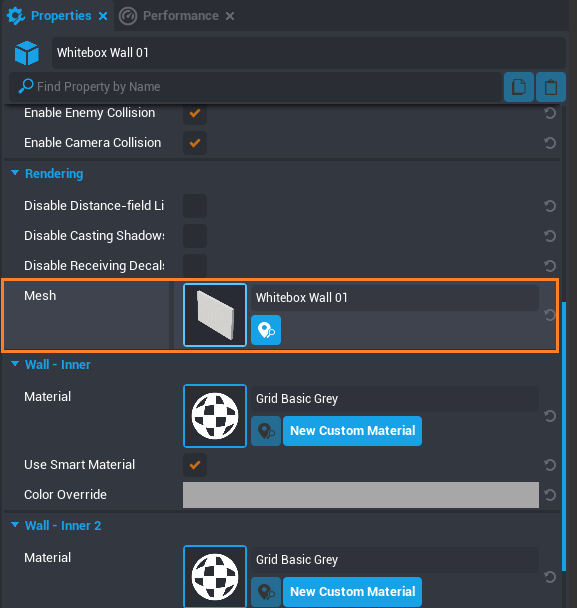 Properties
Performance
Whitebox Wall 01
Find Property by Name
Enable Enemy Collision
Enable Camera Collision
Rendering
Disable Distance-field Li
Disable Casting Shadows
Disable Receiving Decals
Mesh
Whitebox Wall 01
Wall - Inner
Material
Grid Basic Grey
New Custom Material
Use Smart Material
Color Override
Wall - Inner 2
Material
Grid Basic Grey
New Custom Material